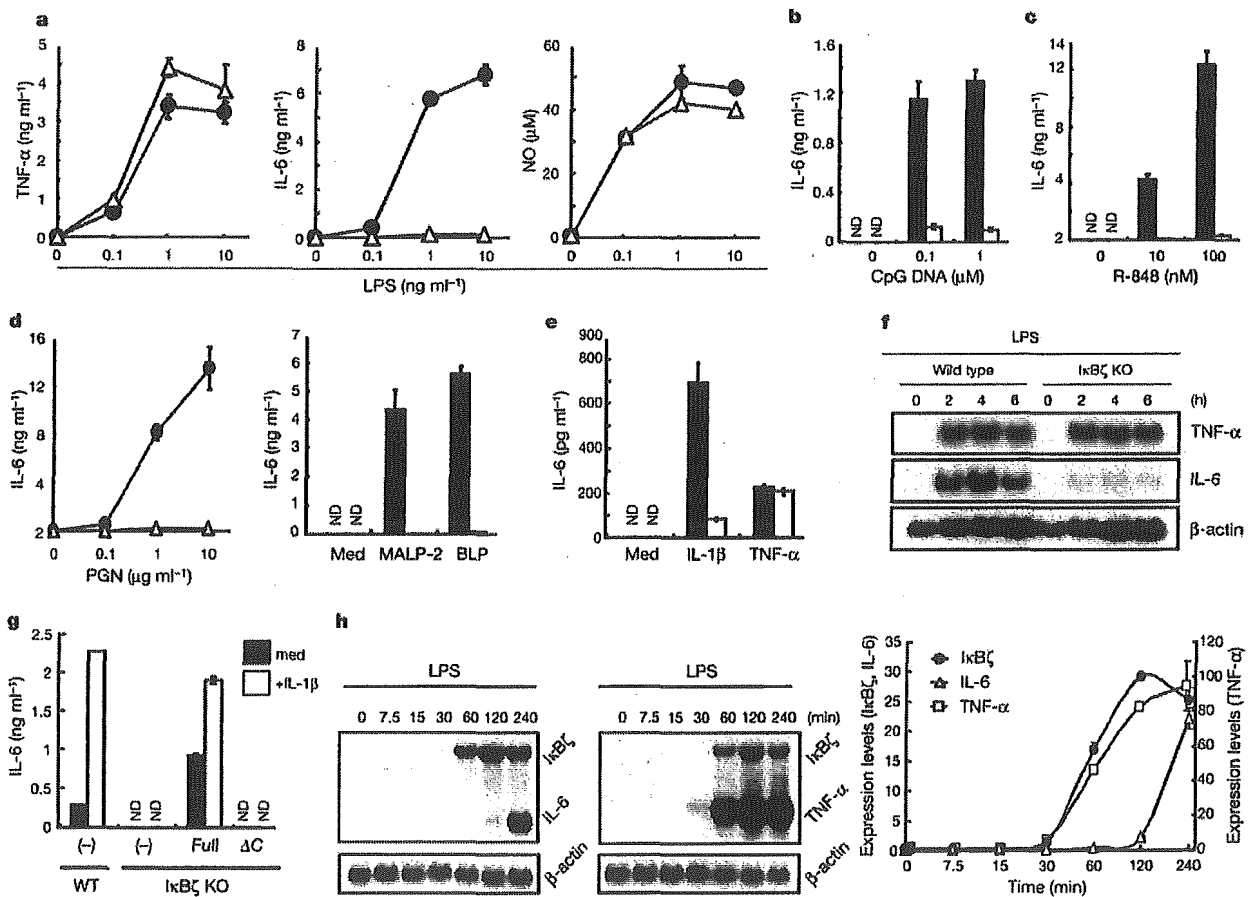 a
TNF-α (ng ml⁻¹)
5
4
3
2
1
0
0
0.1
1
10
IL-6 (ng ml⁻¹)
8
7
6
5
4
3
2
1
0
0
0.1
1
10
NO (μM)
60
40
20
0
0
0.1
1
10
LPS (ng ml⁻¹)
b
IL-6 (ng ml⁻¹)
1.6
1.2
0.8
0.4
0
ND
ND
0
0.1
1
CpG DNA (μM)
c
IL-6 (ng ml⁻¹)
14
12
8
4
2
ND
ND
0
10
100
R-848 (nM)
d
IL-6 (ng ml⁻¹)
16
12
8
4
2
0
0.1
1
10
PGN (μg ml⁻¹)
IL-6 (ng ml⁻¹)
7
6
5
4
3
2
1
0
ND
ND
Med MALP-2 BLP
e
IL-6 (pg ml⁻¹)
900
800
600
400
200
0
ND
ND
Med IL-1β TNF-α
f
LPS
Wild type IκBζ KO
0 2 4 6 0 2 4 6 (h)
TNF-α
IL-6
β-actin
g
IL-6 (ng ml⁻¹)
2.5
2
1.5
1
0.5
0
med
+IL-1β
ND
ND
ND
ND
(–) (–) Full ΔC
WT IκBζ KO
h
LPS
0 7.5 15 30 60 120 240
IκBζ
IL-6
β-actin
LPS
(min) 0 7.5 15 30 60 120 240 (min)
IκBζ
TNF-α
β-actin
Expression levels (IκBζ, IL-6)
35
30
25
20
15
10
5
0
IκBζ
IL-6
TNF-α
120
100
80
60
40
20
0
Expression levels (TNF-α)
0 7.5 15 30 60 120 240
Time (min)